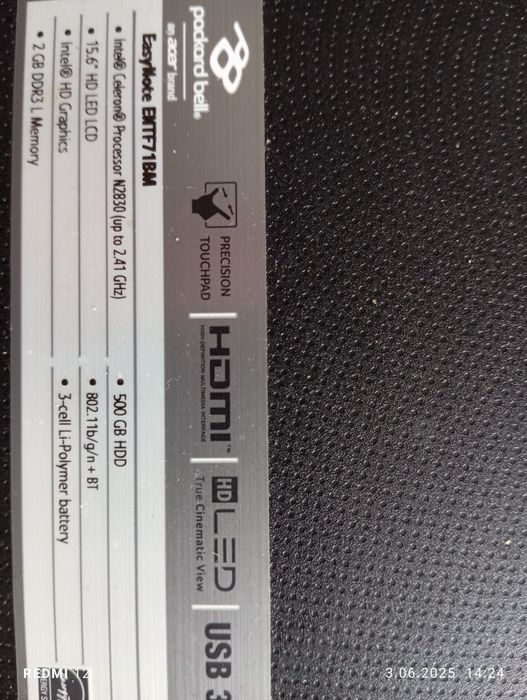 packard bell®
an acer brand
PRECISION
TOUCHPAD
HDMI™
HIGH-DEFINITION MULTIMEDIA INTERFACE
HD LED
True Cinematic View
USB 3
EasyNote ENTF71BM
• Intel® Celeron® Processor N2830 (up to 2.41 GHz)
• 15.6" HD LED LCD
• Intel® HD Graphics
• 2 GB DDR3 L Memory
• 500 GB HDD
• 802.11b/g/n + BT
• 3-cell Li-Polymer battery
REDMI 12
3.06.2025 14:24